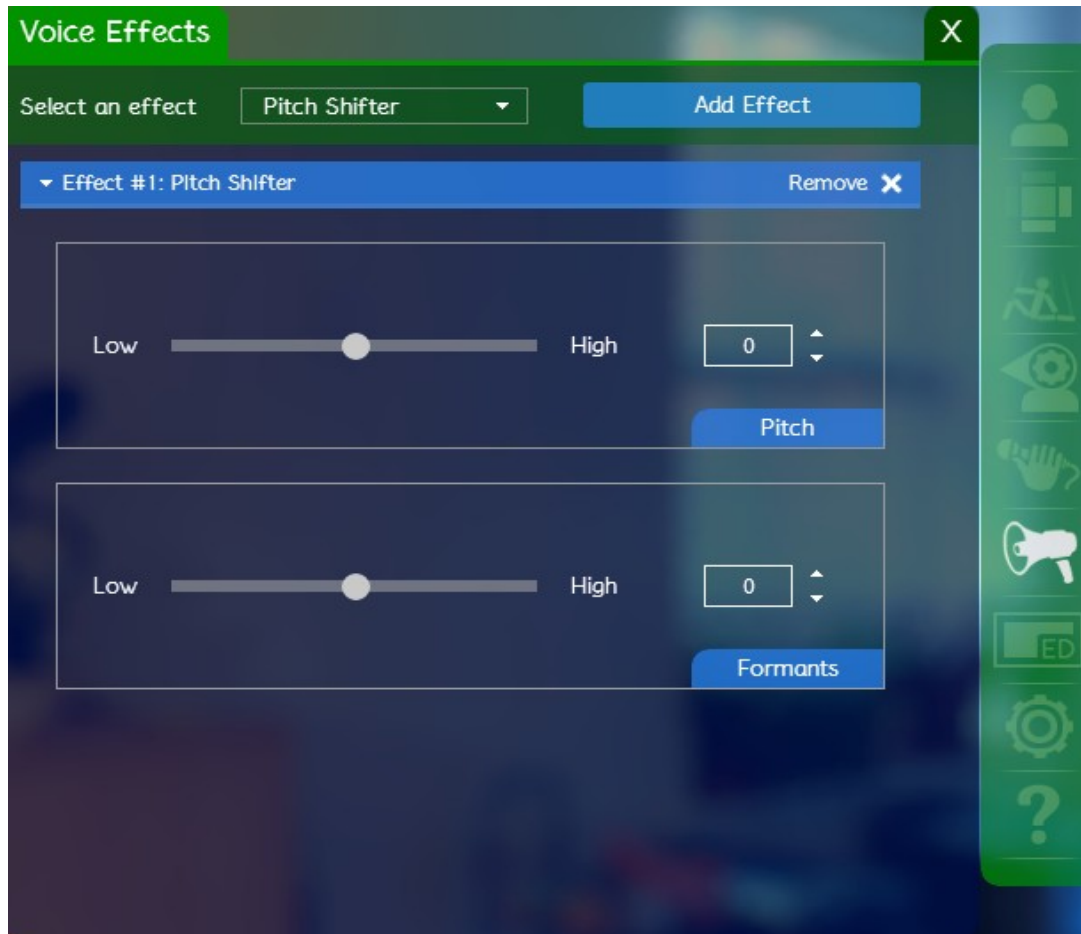 Voice Effects
X
Select an effect
Pitch Shifter
Add Effect
Effect #1: Pitch Shifter
Remove
Low
High
0
Pitch
Low
High
0
Formants
ED
?